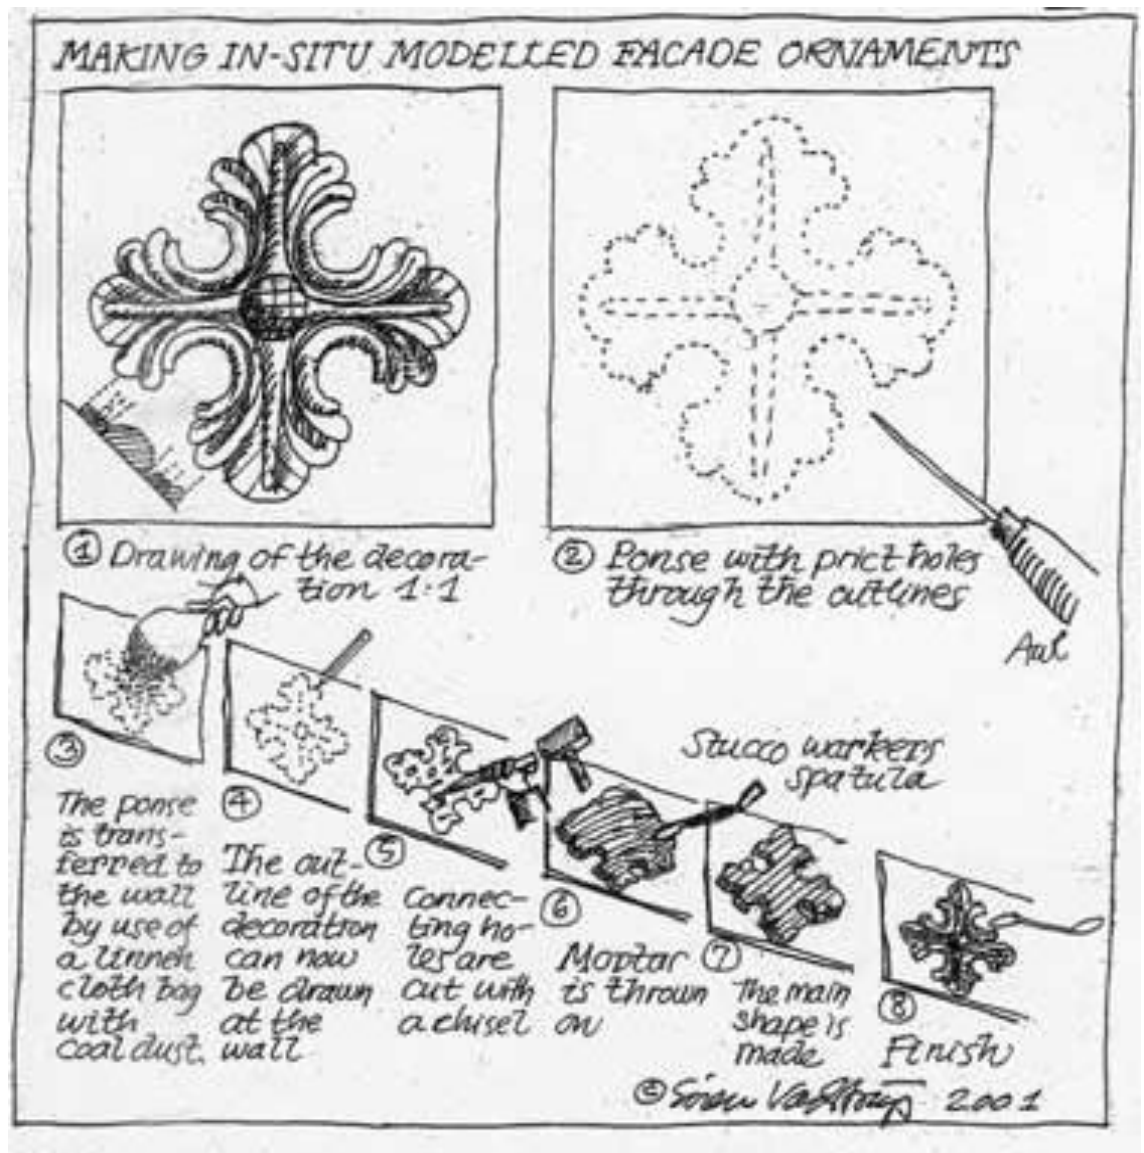 MAKING IN-SITU MODELLED FACADE ORNAMENTS
① Drawing of the decora-
tion 1:1
② Ponse with prict holes
through the outlines
Awl
③
The ponse
is trans-
ferred to
the wall
by use of
a linnen
cloth bag
with
coal dust.
④
The out-
line of the
decoration
can now
be drawn
at the
wall
⑤
Connec-
ting ho-
les are
cut with
a chisel
⑥
Moptar
is thrown
on
Stucco warkers
spatula
⑦
The main
shape is
made
⑧
Finish
© 2001